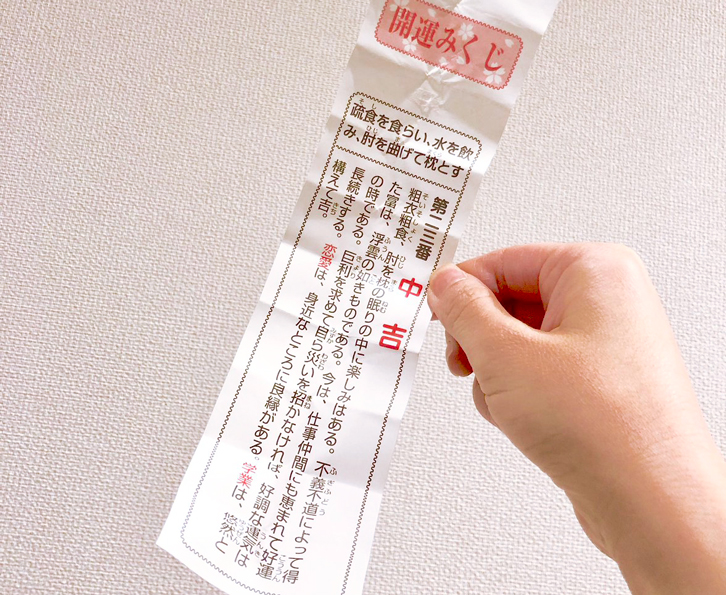 開運みくじ
疏食を食らい、水を飲
み、肘を曲げて枕とす
第二三番
中吉
粗衣粗食、肘を枕の眠りの中に楽しみはある。不義不道によって得
た富は、浮雲の如きものである。今は、仕事仲間にも恵まれて好運
の時である。巨利を求めて自ら災いを招かなければ、好調な運気は
長続きする。恋愛は、身近なところに良縁がある。学業は、悠然と
構えて吉。